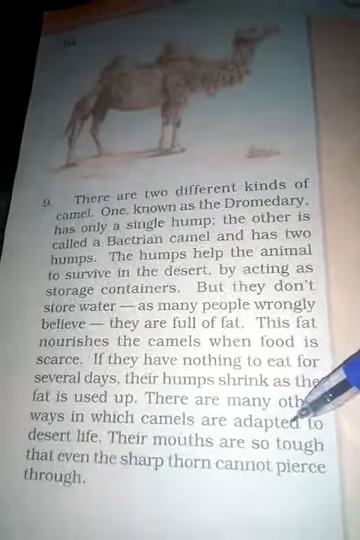 9. There are two different kinds of
camel. One, known as the Dromedary,
has only a single hump; the other is
called a Bactrian camel and has two
humps. The humps help the animal
to survive in the desert, by acting as
storage containers. But they don't
store water — as many people wrongly
believe — they are full of fat. This fat
nourishes the camels when food is
scarce. If they have nothing to eat for
several days, their humps shrink as the
fat is used up. There are many oth
ways in which camels are adapted to
desert life. Their mouths are so tough
that even the sharp thorn cannot pierce
through.